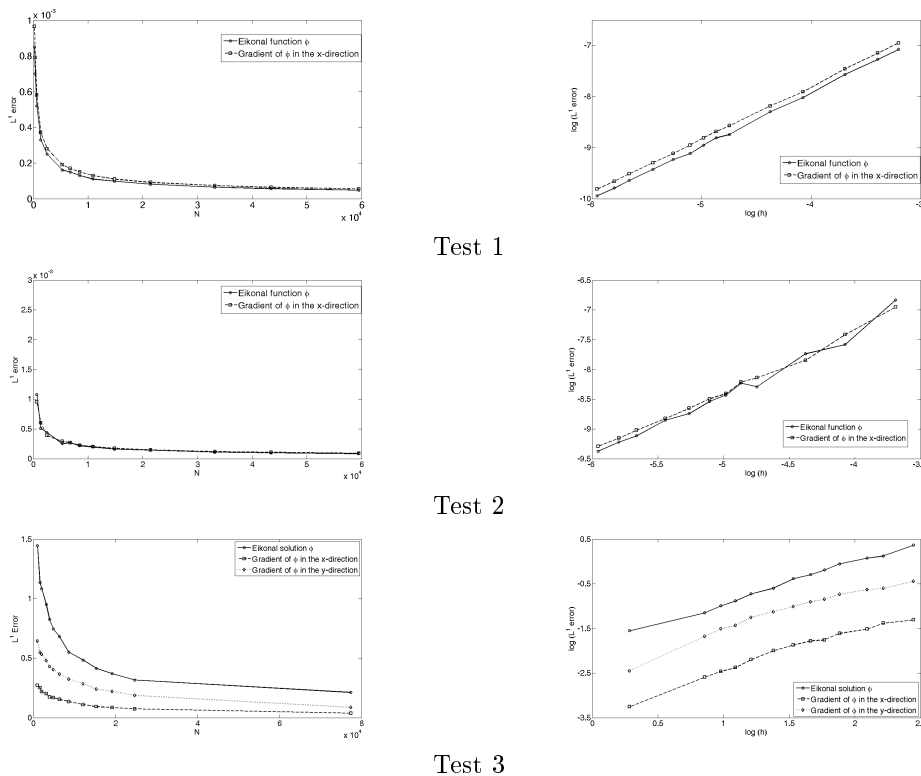 x 10^-3
1
0.8
0.6
0.4
0.2
0
L^1 error
Eikonal function ϕ
Gradient of ϕ in the x-direction
0 1 2 3 4 5 6
N
x 10^4
-7
-8
-9
-10
log (L^1 error)
Eikonal function ϕ
Gradient of ϕ in the x-direction
-6 -5 -4 -3
log (h)
Test 1
x 10^-3
3
2.5
2
1.5
1
0.5
0
L^1 error
Eikonal function ϕ
Gradient of ϕ in the x-direction
0 1 2 3 4 5 6
N
x 10^4
-6.5
-7
-7.5
-8
-8.5
-9
-9.5
log (L^1 error)
Eikonal function ϕ
Gradient of ϕ in the x-direction
-6 -5.5 -5 -4.5 -4 -3.5
log (h)
Test 2
1.5
1
0.5
0
L^1 Error
Eikonal solution ϕ
Gradient of ϕ in the x-direction
Gradient of ϕ in the y-direction
0 2 4 6 8
N
x 10^4
0.5
-0.5
-1.5
-2.5
-3.5
log (L^1 error)
Eikonal solution ϕ
Gradient of ϕ in the x-direction
Gradient of ϕ in the y-direction
0 0.5 1 1.5 2 2.5
log (h)
Test 3